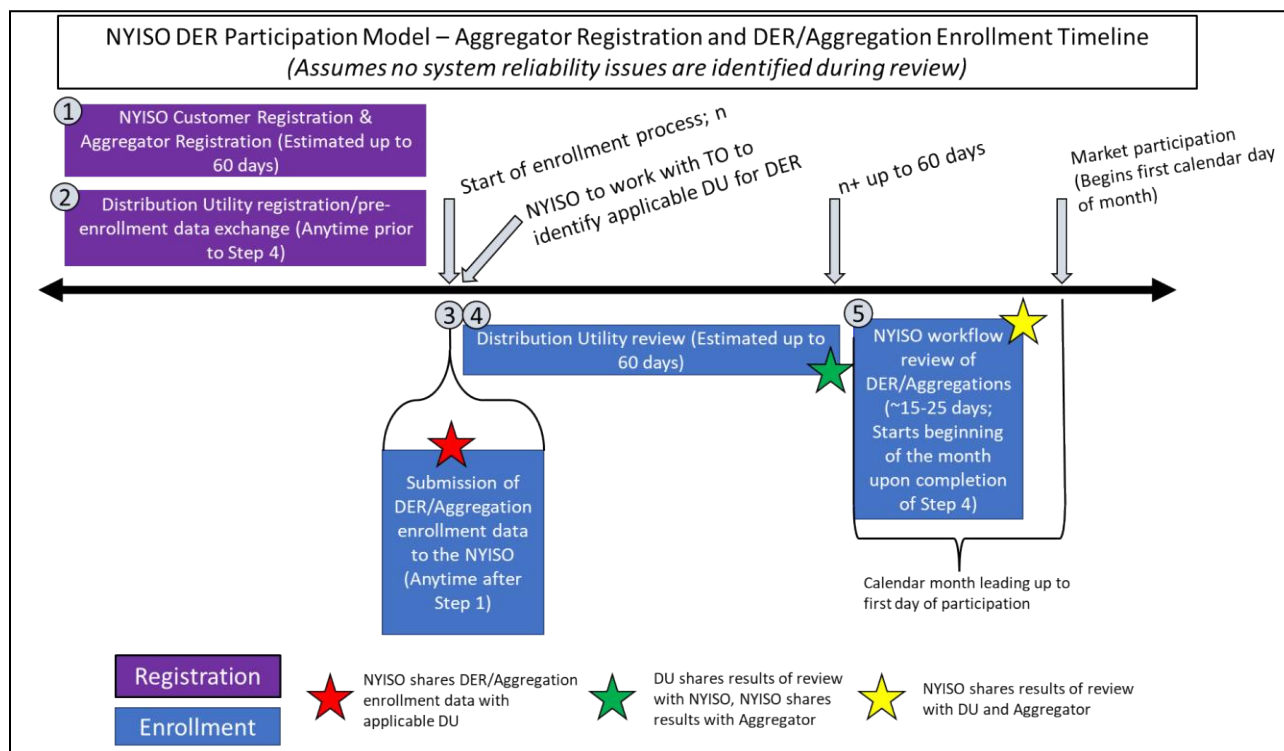 NYISO DER Participation Model – Aggregator Registration and DER/Aggregation Enrollment Timeline
(Assumes no system reliability issues are identified during review)
1
NYISO Customer Registration &
Aggregator Registration (Estimated up to
60 days)
2
Distribution Utility registration/pre-
enrollment data exchange (Anytime prior
to Step 4)
Start of enrollment process; n
NYISO to work with TO to
identify applicable DU for DER
n+ up to 60 days
Market participation
(Begins first calendar day
of month)
3
4
Distribution Utility review (Estimated up to
60 days)
5
NYISO workflow
review of
DER/Aggregations
(~15-25 days;
Starts beginning
of the month
upon completion
of Step 4)
Submission of
DER/Aggregation
enrollment data
to the NYISO
(Anytime after
Step 1)
Calendar month leading up to
first day of participation
Registration
Enrollment
NYISO shares DER/Aggregation
enrollment data with
applicable DU
DU shares results of review
with NYISO, NYISO shares
results with Aggregator
NYISO shares results of review
with DU and Aggregator